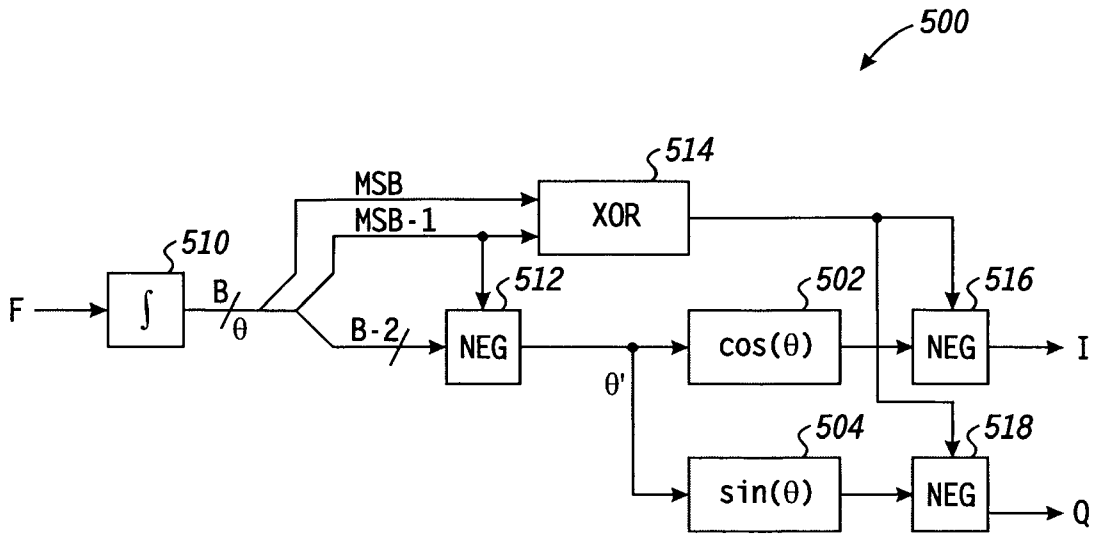 500
514
MSB
XOR
MSB-1
510
512
502
516
F
∫
B
θ
B-2
NEG
cos(θ)
NEG
I
θ'
504
518
sin(θ)
NEG
Q